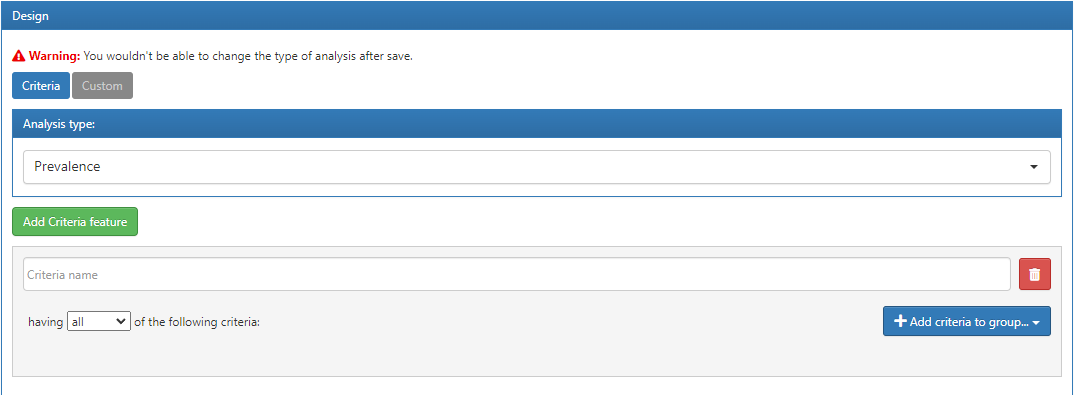 Design
Warning: You wouldn't be able to change the type of analysis after save.
Criteria Custom
Analysis type:
Prevalence
Add Criteria feature
Criteria name
having all of the following criteria: Add criteria to group...